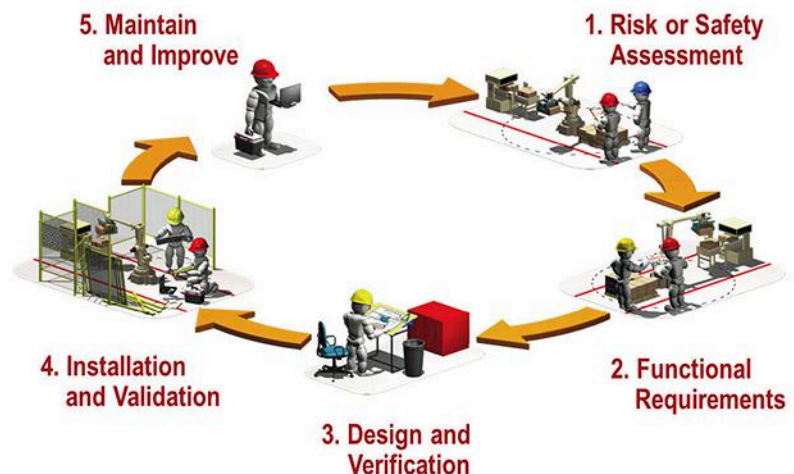 5. Maintain
and Improve
1. Risk or Safety
Assessment
4. Installation
and Validation
2. Functional
Requirements
3. Design and
Verification